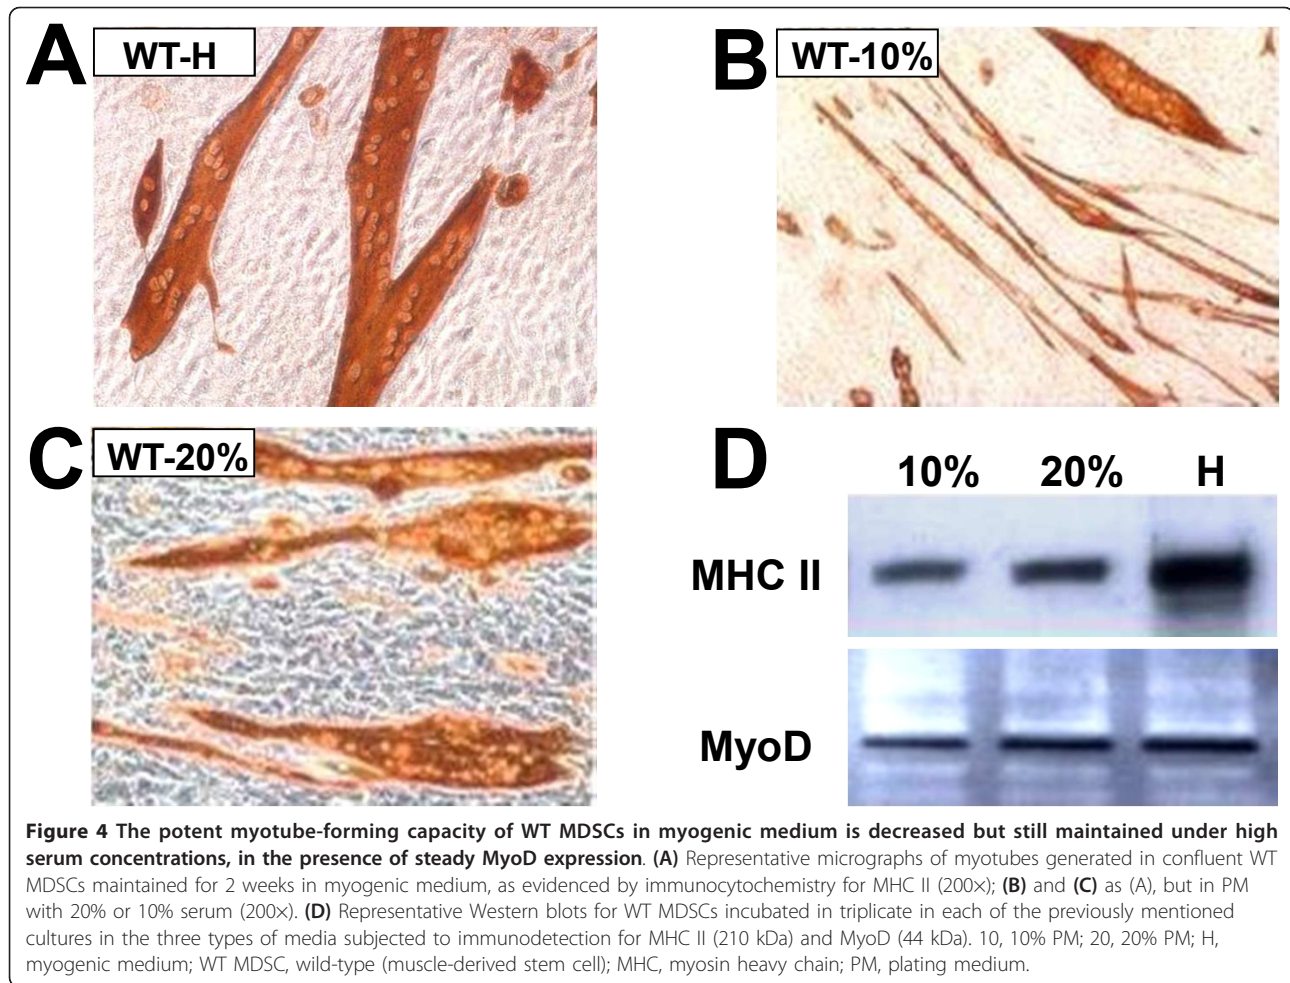 A
WT-H
B
WT-10%
C
WT-20%
D
10% 20% H
MHC II
MyoD
Figure 4 The potent myotube-forming capacity of WT MDSCs in myogenic medium is decreased but still maintained under high
serum concentrations, in the presence of steady MyoD expression. (A) Representative micrographs of myotubes generated in confluent WT
MDSCs maintained for 2 weeks in myogenic medium, as evidenced by immunocytochemistry for MHC II (200×); (B) and (C) as (A), but in PM
with 20% or 10% serum (200×). (D) Representative Western blots for WT MDSCs incubated in triplicate in each of the previously mentioned
cultures in the three types of media subjected to immunodetection for MHC II (210 kDa) and MyoD (44 kDa). 10, 10% PM; 20, 20% PM; H,
myogenic medium; WT MDSC, wild-type (muscle-derived stem cell); MHC, myosin heavy chain; PM, plating medium.